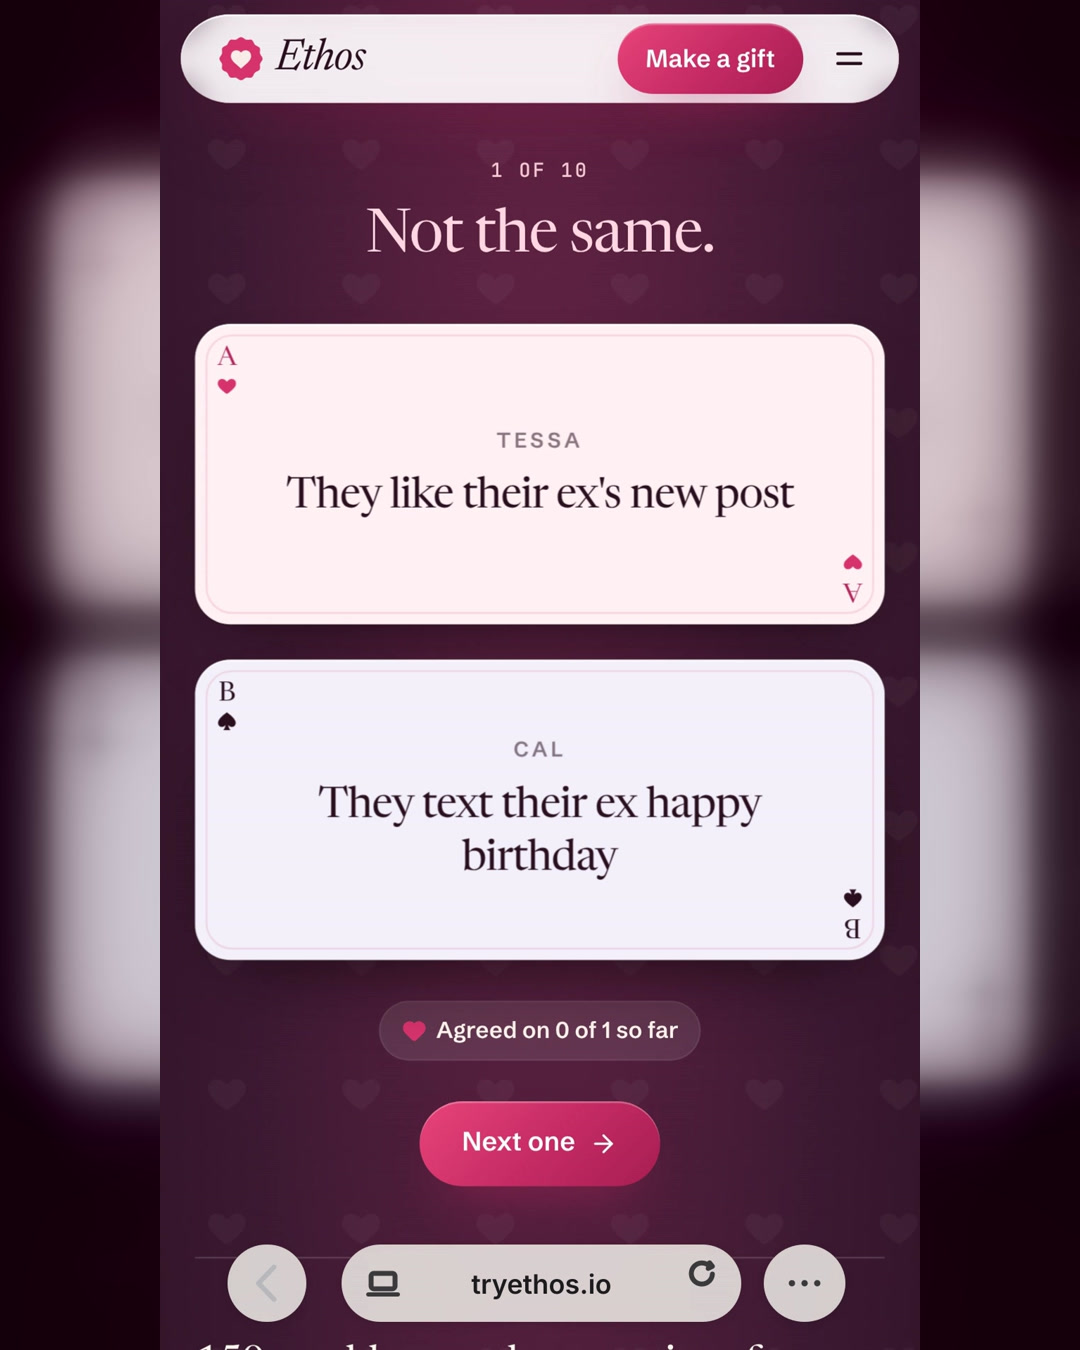 Ethos
Make a gift
1 OF 10
Not the same.
A
TESSA
They like their ex's new post
A
B
CAL
They text their ex happy
birthday
B
Agreed on 0 of 1 so far
Next one
tryethos.io